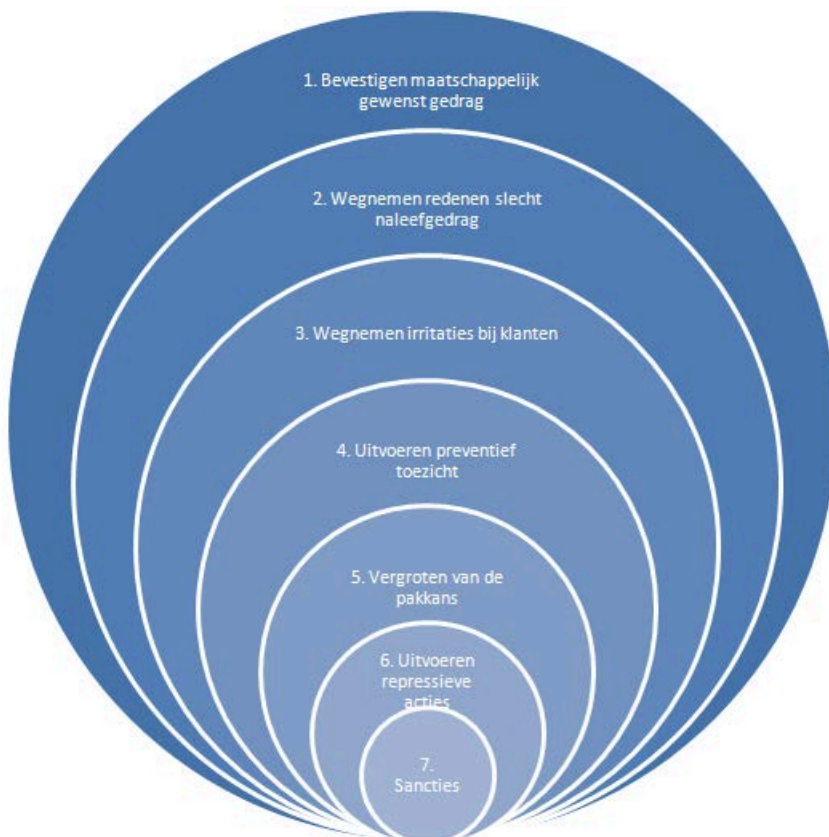 1. Bevestigen maatschappelijk
gewenst gedrag
2. Wegnemen redenen slecht
naleefgedrag
3. Wegnemen irritaties bij klanten
4. Uitvoeren preventief
toezicht
5. Vergroten van de
pakkans
6. Uitvoeren
repressieve
acties
7.
Sancties